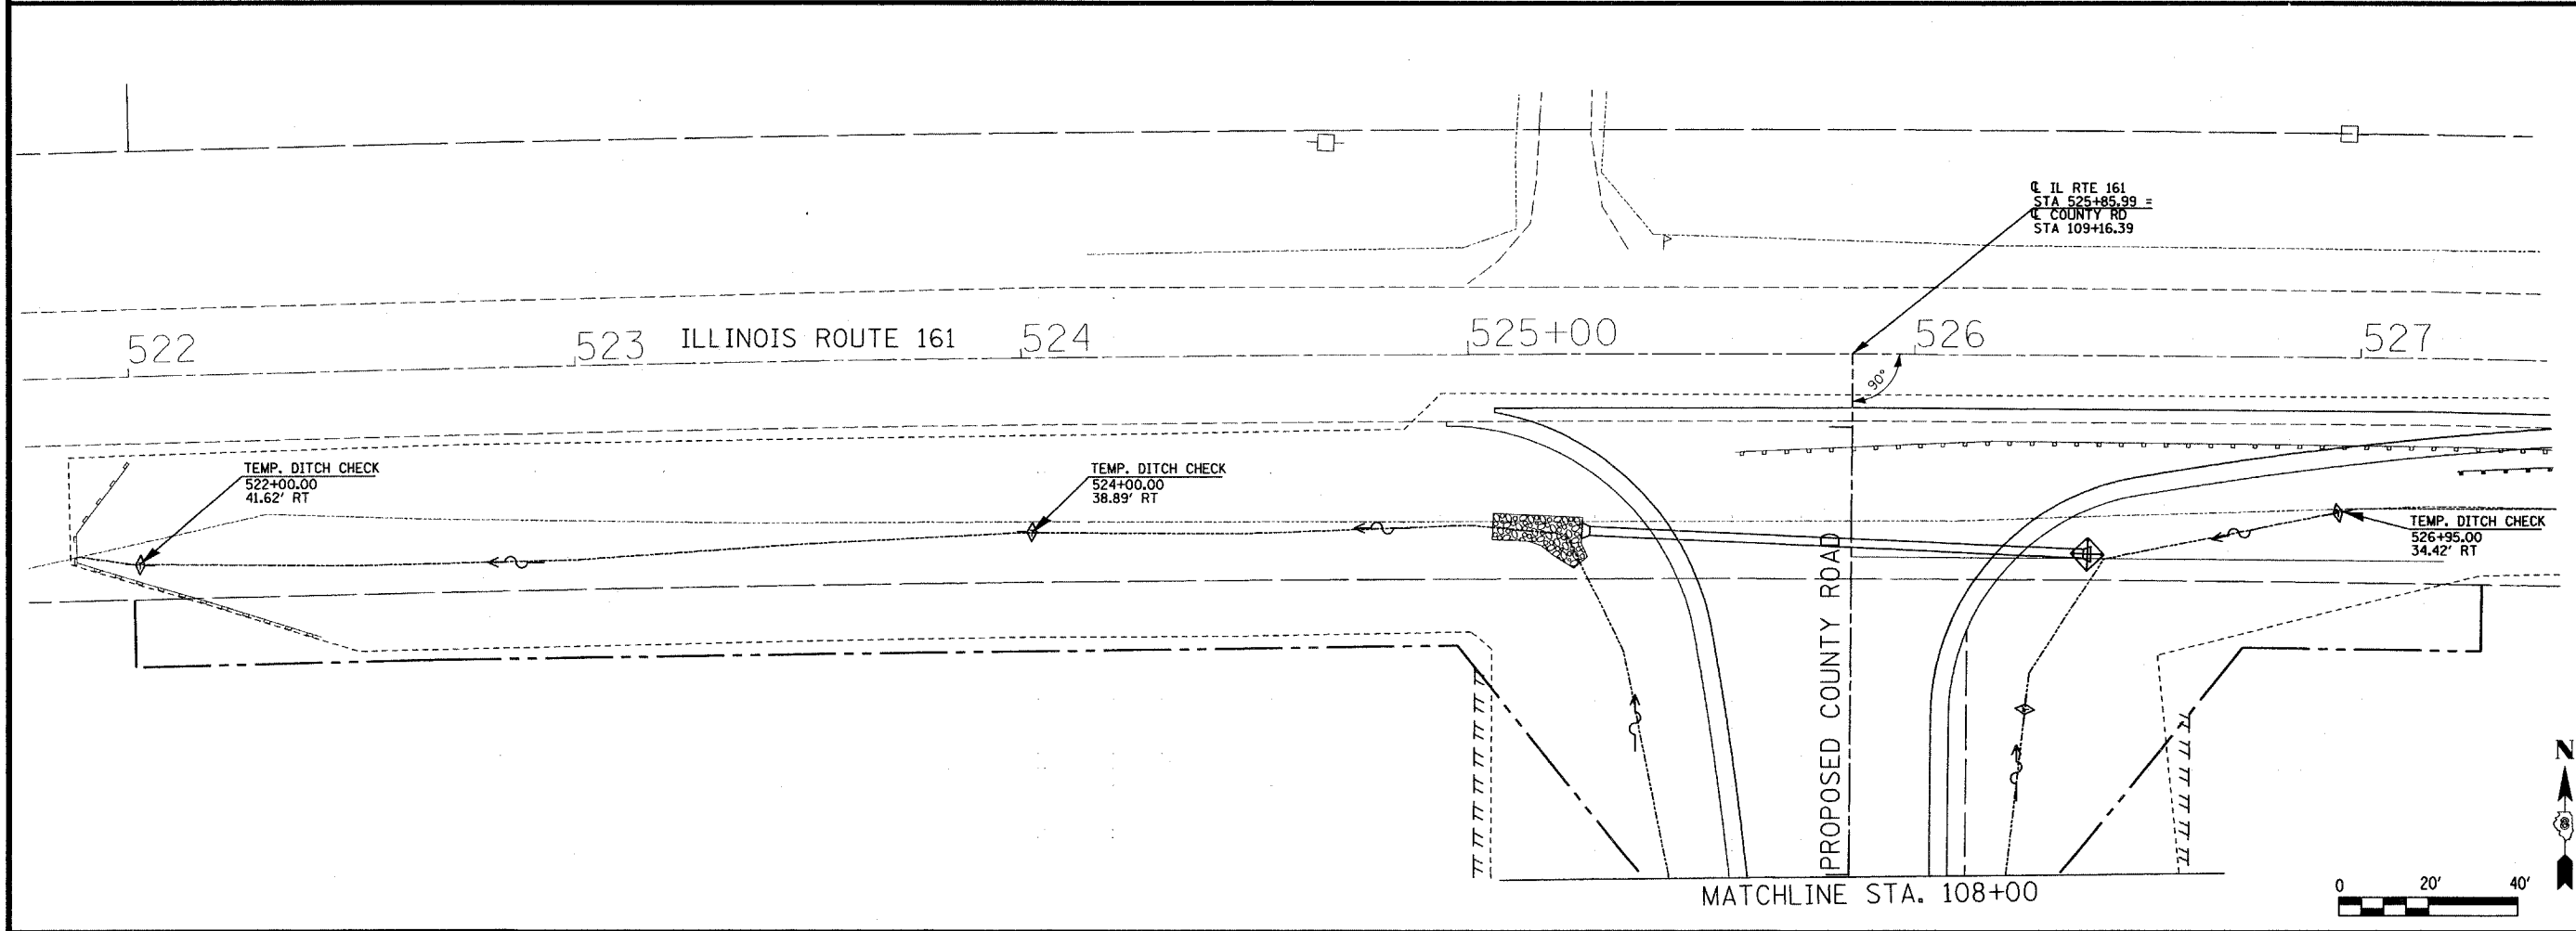 ℄ IL RTE 161
STA 525+85.99 =
℄ COUNTY RD
STA 109+16.39
522
523
ILLINOIS ROUTE 161
524
525+00
526
527
90°
TEMP. DITCH CHECK
522+00.00
41.62' RT
TEMP. DITCH CHECK
524+00.00
38.89' RT
TEMP. DITCH CHECK
526+95.00
34.42' RT
PROPOSED COUNTY ROAD
MATCHLINE STA. 108+00
N
0 20' 40'